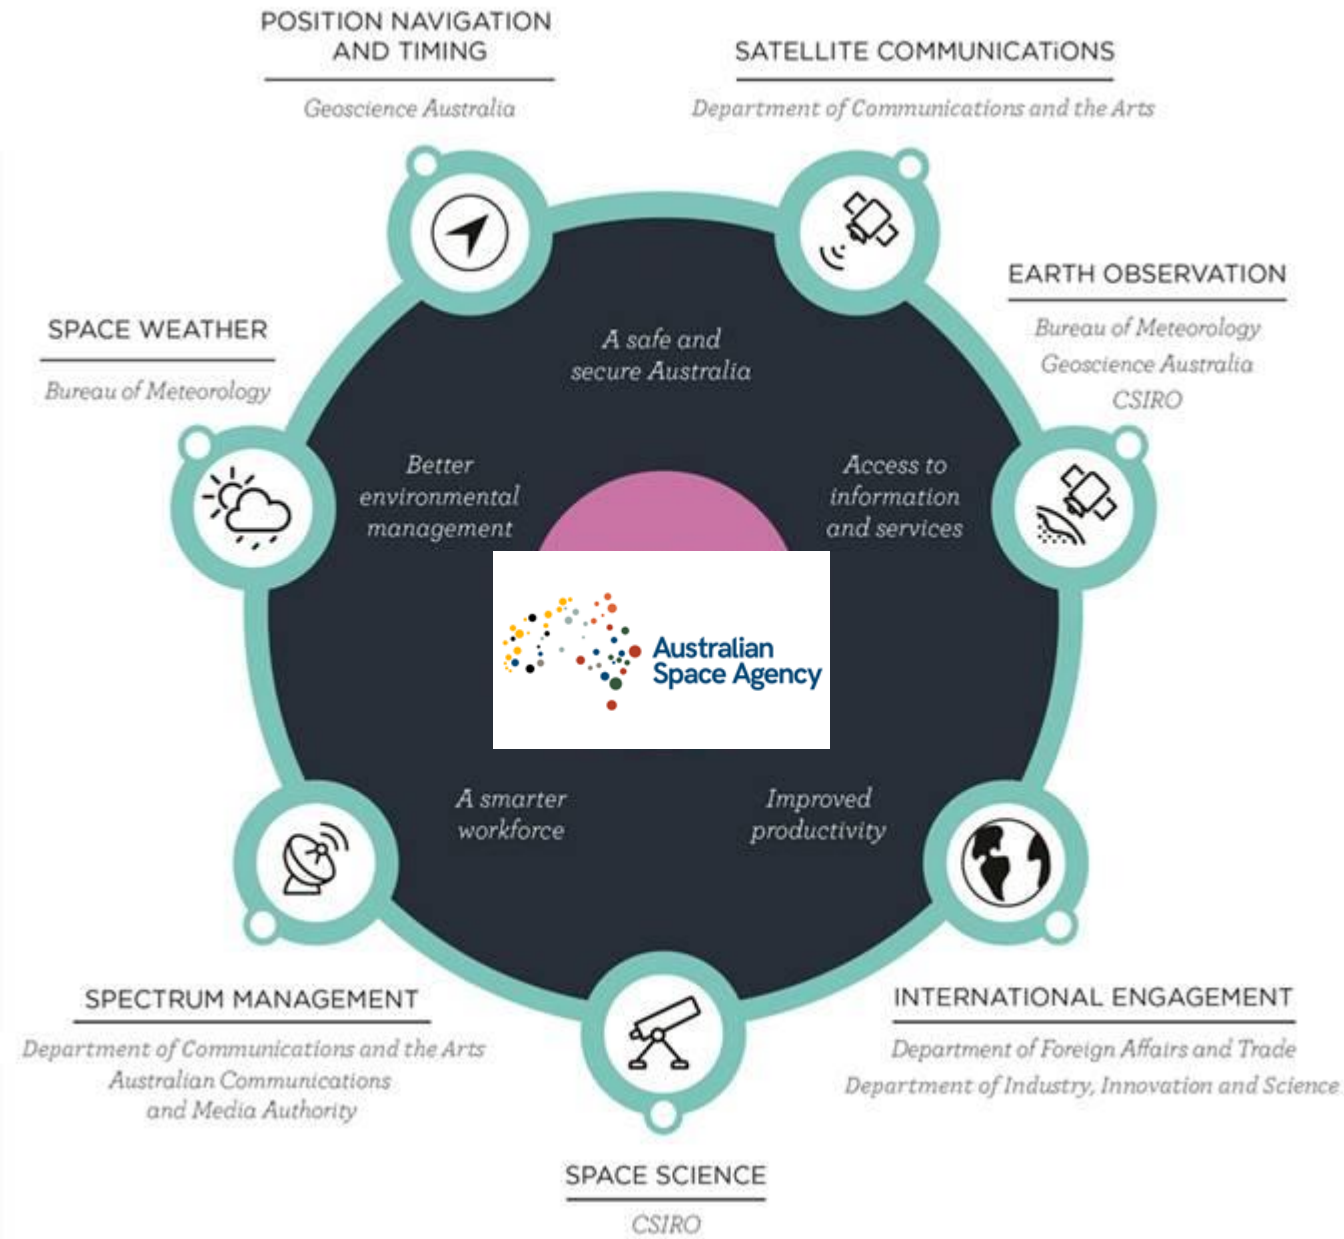 POSITION NAVIGATION
AND TIMING
Geoscience Australia
SATELLITE COMMUNICATiONS
Department of Communications and the Arts
EARTH OBSERVATION
Bureau of Meteorology
Geoscience Australia
CSIRO
SPACE WEATHER
Bureau of Meteorology
A safe and
secure Australia
Better
environmental
management
Access to
information
and services
Australian
Space Agency
A smarter
workforce
Improved
productivity
SPECTRUM MANAGEMENT
Department of Communications and the Arts
Australian Communications
and Media Authority
INTERNATIONAL ENGAGEMENT
Department of Foreign Affairs and Trade
Department of Industry, Innovation and Science
SPACE SCIENCE
CSIRO